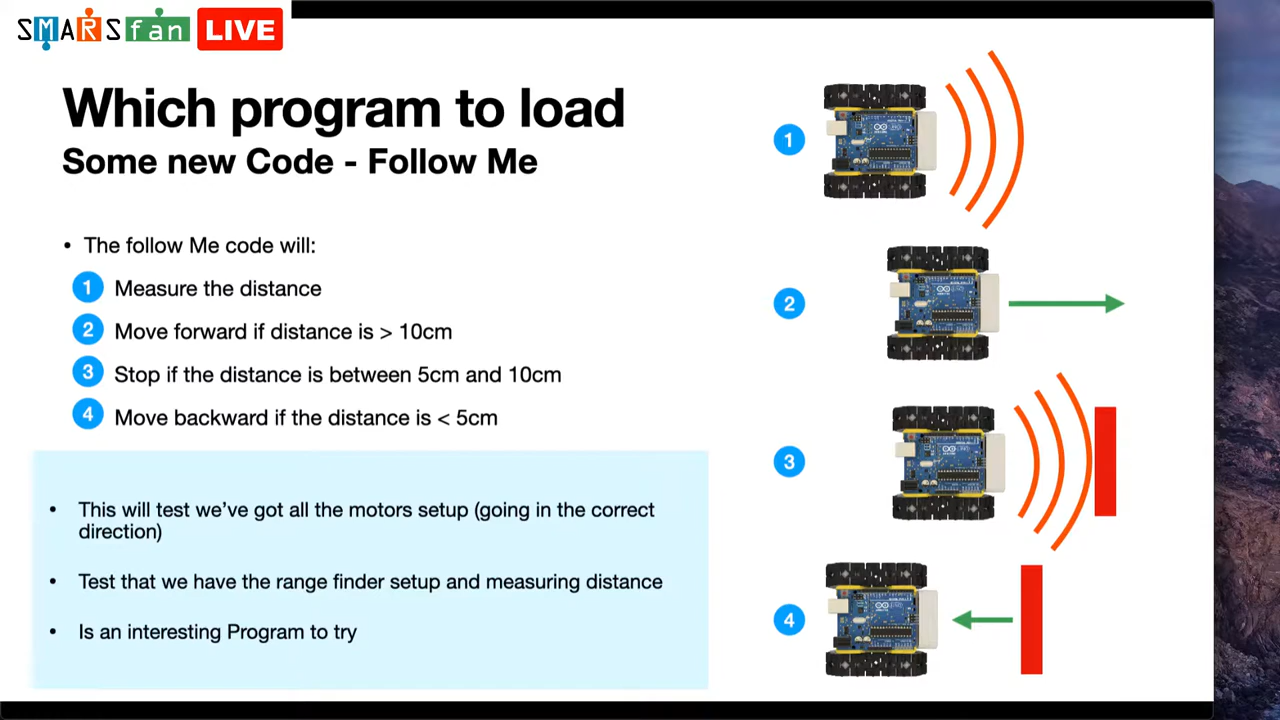 SMARSfan LIVE
Which program to load
Some new Code - Follow Me
• The follow Me code will:
1 Measure the distance
2 Move forward if distance is > 10cm
3 Stop if the distance is between 5cm and 10cm
4 Move backward if the distance is < 5cm
• This will test we’ve got all the motors setup (going in the correct
direction)
• Test that we have the range finder setup and measuring distance
• Is an interesting Program to try
1
2
3
4